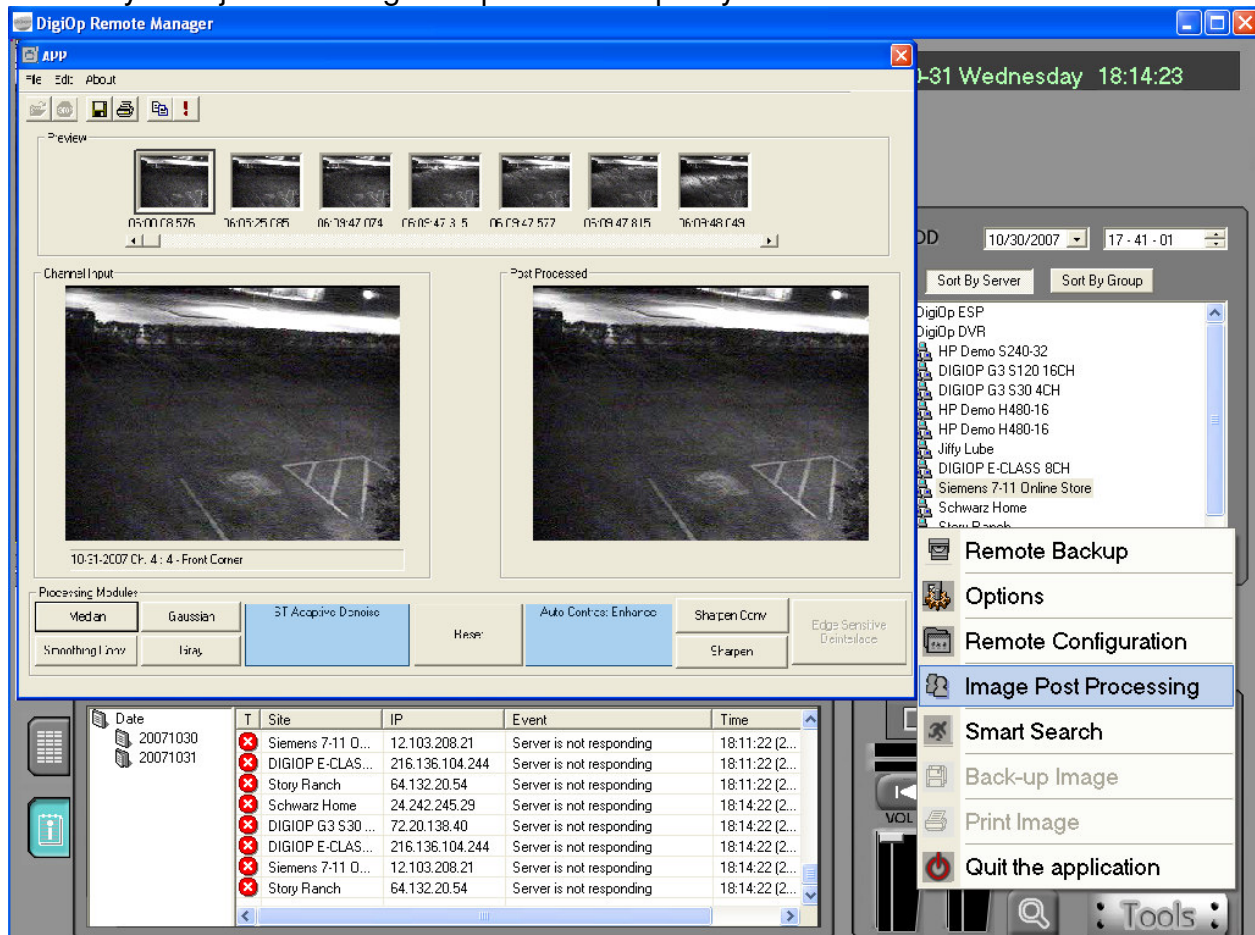 DigiOp Remote Manager
APP
File Edit About
-31 Wednesday 18:14:23
Preview
Channel Input
Post Processed
10-31-2007 Ch. 4 : 4 - Front Corner
Processing Modules
Median
Gaussian
ST Adaptive Denoise
Reset
Auto Contrast Enhance
Sharpen Conv
Edge Sensitive
Deinterlace
Smoothing Conv
Sharpen
DD 10/30/2007 17 - 41 - 01
Sort By Server Sort By Group
DigiOp ESP
DigiOp DVR
HP Demo S240-32
DIGIOP G3 S120 16CH
DIGIOP G3 S30 4CH
HP Demo H480-16
HP Demo H480-16
Jiffy Lube
DIGIOP E-CLASS 8CH
Siemens 7-11 Online Store
Schwarz Home
Story Ranch
Remote Backup
Options
Remote Configuration
Image Post Processing
Smart Search
Back-up Image
Print Image
Quit the application
VOL
Tools
Date
20071030
20071031
T Site IP Event Time
Siemens 7-11 O... 12.103.208.21 Server is not responding 18:11:22 (2...
DIGIOP E-CLAS... 216.136.104.244 Server is not responding 18:11:22 (2...
Story Ranch 64.132.20.54 Server is not responding 18:11:22 (2...
Schwarz Home 24.242.245.29 Server is not responding 18:14:22 (2...
DIGIOP G3 S30 ... 72.20.138.40 Server is not responding 18:14:22 (2...
DIGIOP E-CLAS... 216.136.104.244 Server is not responding 18:14:22 (2...
Siemens 7-11 O... 12.103.208.21 Server is not responding 18:14:22 (2...
Story Ranch 64.132.20.54 Server is not responding 18:14:22 (2...